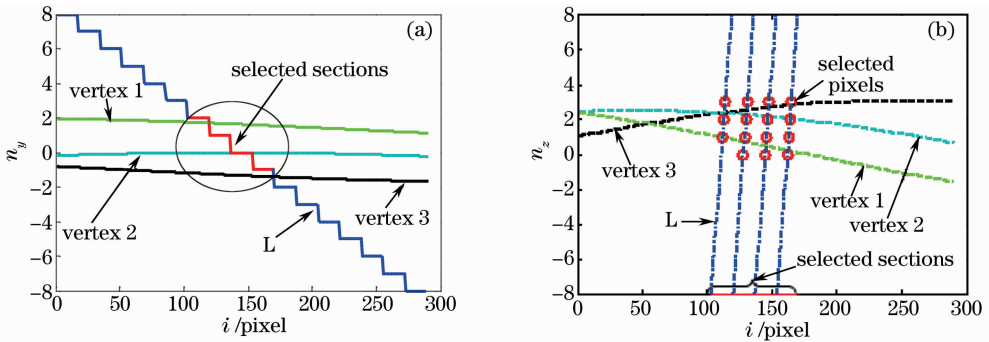 (a)
8
6
4
2
0
−2
−4
−6
−8
n_y
vertex 1
vertex 2
vertex 3
selected sections
L
0 50 100 150 200 250 300
i /pixel
(b)
8
6
4
2
0
−2
−4
−6
−8
n_z
selected
pixels
vertex 3
vertex 1
vertex 2
L
selected sections
0 50 100 150 200 250 300
i /pixel